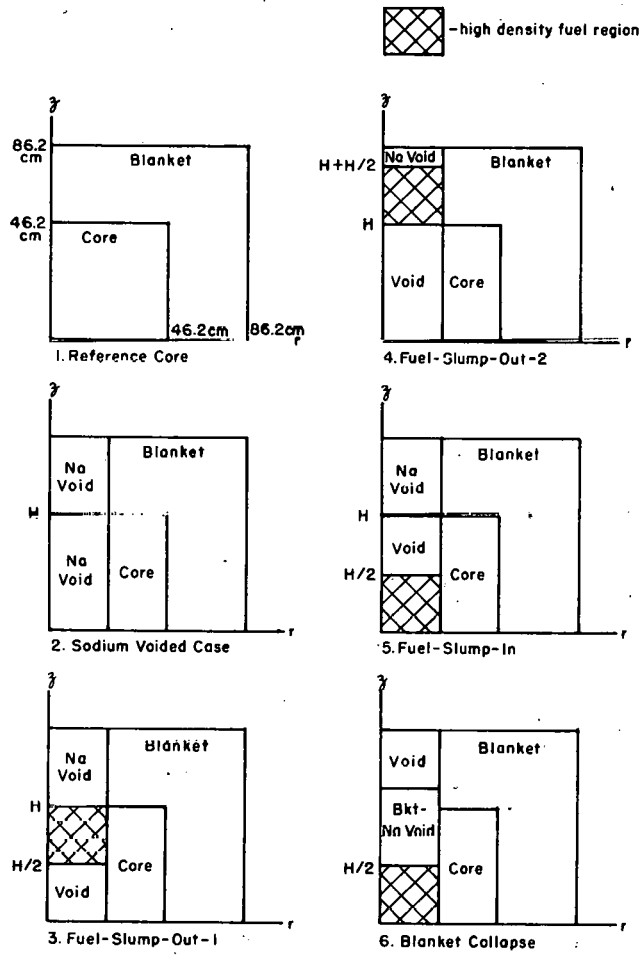 -high density fuel region
z
86.2 cm
Blanket
46.2 cm
Core
46.2cm
86.2cm
r
1. Reference Core
z
Na Void
Blanket
H+H/2
H
Void
Core
r
4. Fuel-Slump-Out-2
z
Na Void
Blanket
H
Na Void
Core
r
2. Sodium Voided Case
z
Na Void
Blanket
H
Void
H/2
Core
r
5. Fuel-Slump-In
z
Na Void
Blanket
H
H/2
Core
Void
r
3. Fuel-Slump-Out-1
z
Void
Blanket
Bkt-
Na Void
H/2
Core
r
6. Blanket Collapse